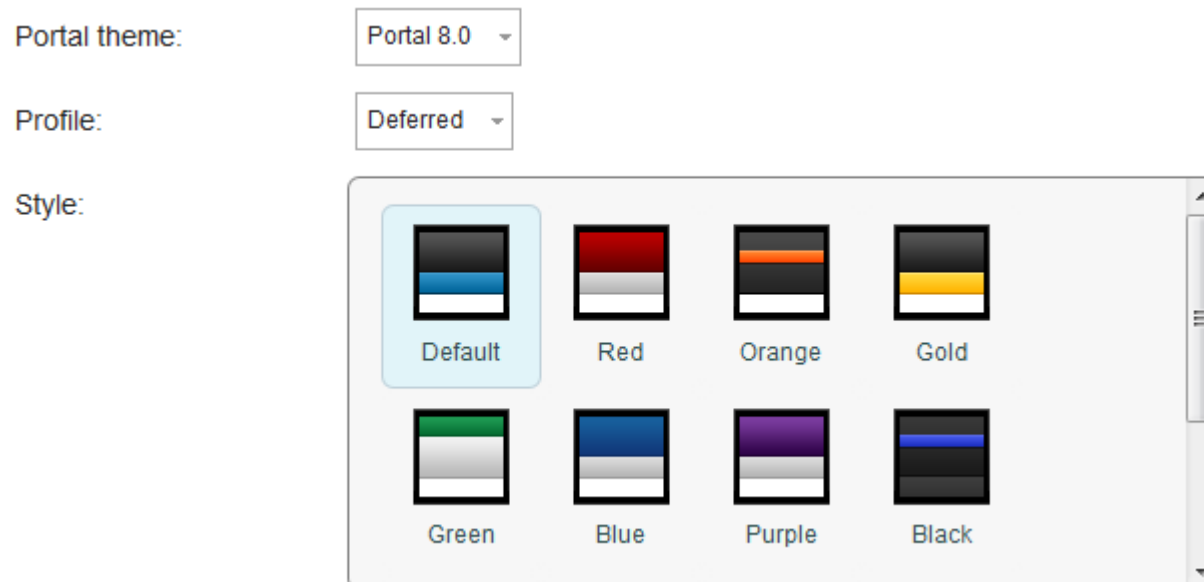 Portal theme: Portal 8.0
Profile: Deferred
Style:
Default Red Orange Gold
Green Blue Purple Black